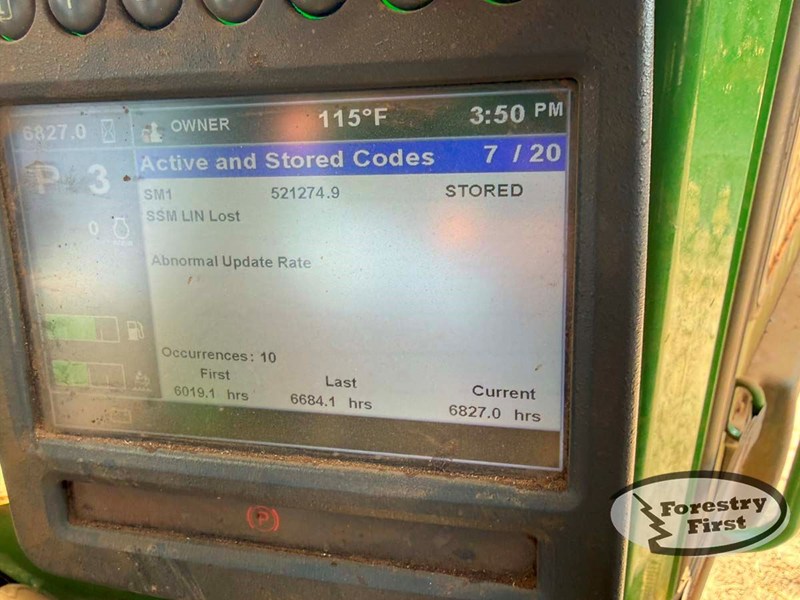 6827.0 OWNER 115°F 3:50 PM
Active and Stored Codes 7 / 20
P 3
SM1 521274.9 STORED
SSM LIN Lost
0
Abnormal Update Rate
Occurrences: 10
First Last Current
6019.1 hrs 6684.1 hrs 6827.0 hrs
P
Forestry
First